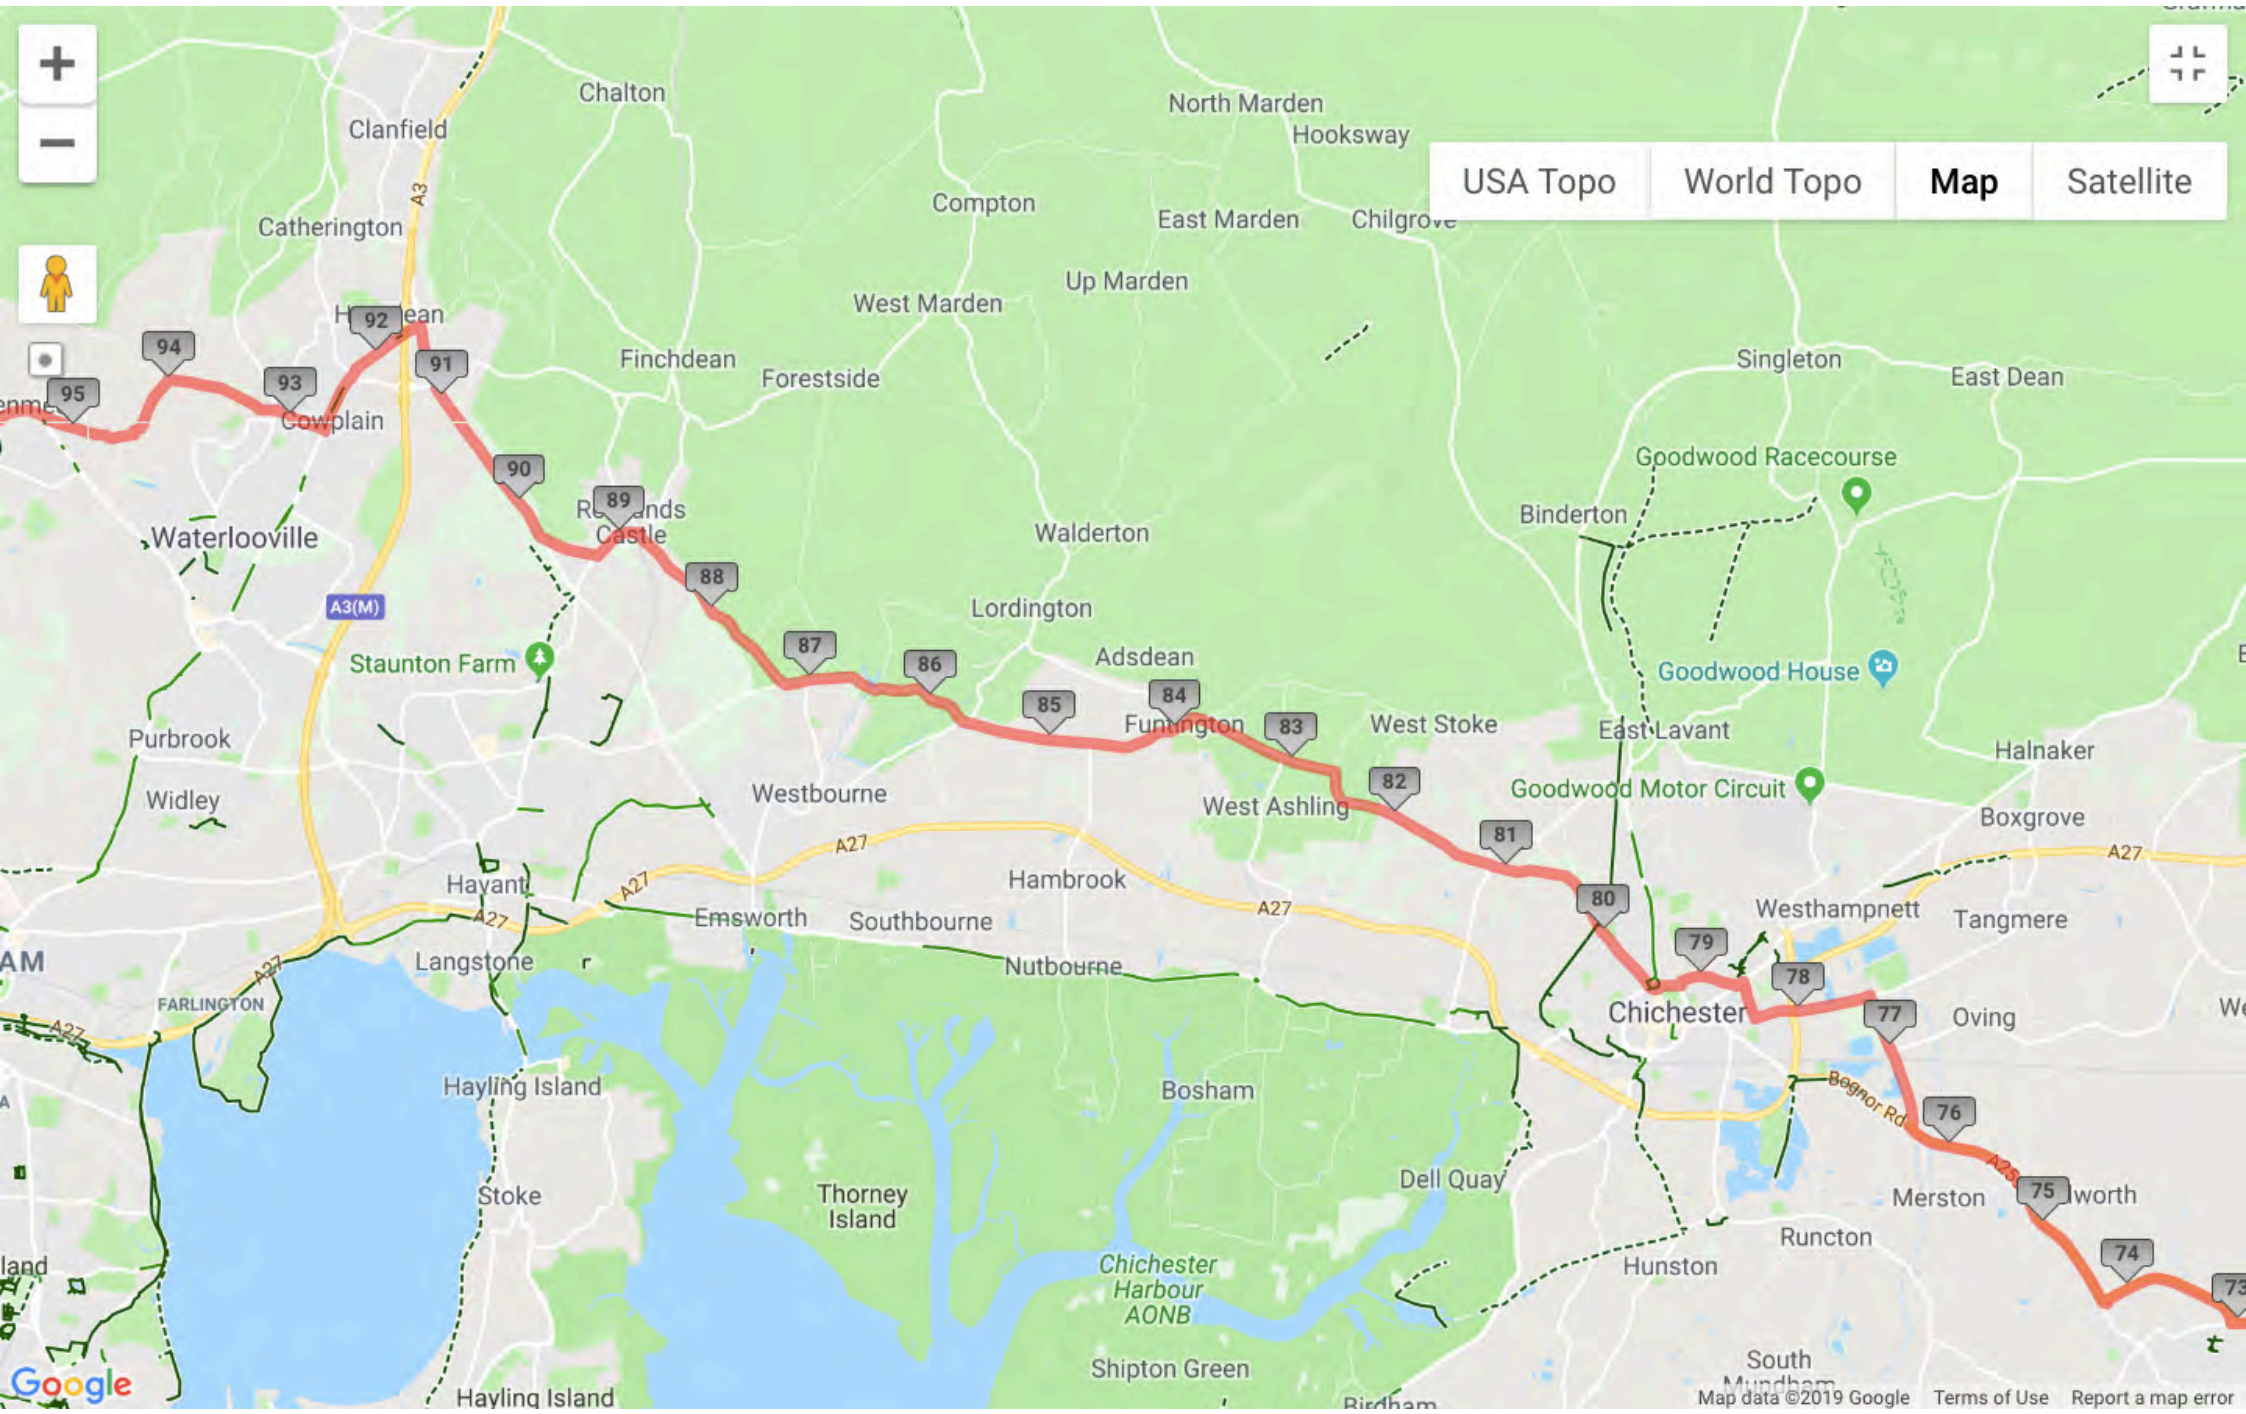 +
−
USA Topo
World Topo
Map
Satellite
Chalton
Clanfield
A3
North Marden
Hooksway
Catherington
Compton
East Marden
Chilgrove
Up Marden
West Marden
92
94
93
95
91
Cowplain
Finchdean
Forestside
Singleton
East Dean
90
89
Castle
Goodwood Racecourse
Binderton
Waterlooville
Walderton
88
A3(M)
Lordington
Staunton Farm
87
86
85
Adsdean
84
Funtington
83
West Stoke
82
Goodwood House
East Lavant
Halnaker
Purbrook
Widley
Westbourne
West Ashling
Goodwood Motor Circuit
Boxgrove
81
A27
A27
A27
Havant
Hambrook
A27
80
Westhampnett
Tangmere
A27
Emsworth
Southbourne
79
78
Langstone
Nutbourne
A27
FARLINGTON
A27
Chichester
77
Oving
Hayling Island
Bosham
Bognor Rd
76
Stoke
Thorney
Island
Dell Quay
75
Merston
Runcton
74
73
Chichester
Harbour
AONB
Hunston
Shipton Green
South
Mundham
Birdham
Hayling Island
Google
Map data ©2019 Google
Terms of Use
Report a map error